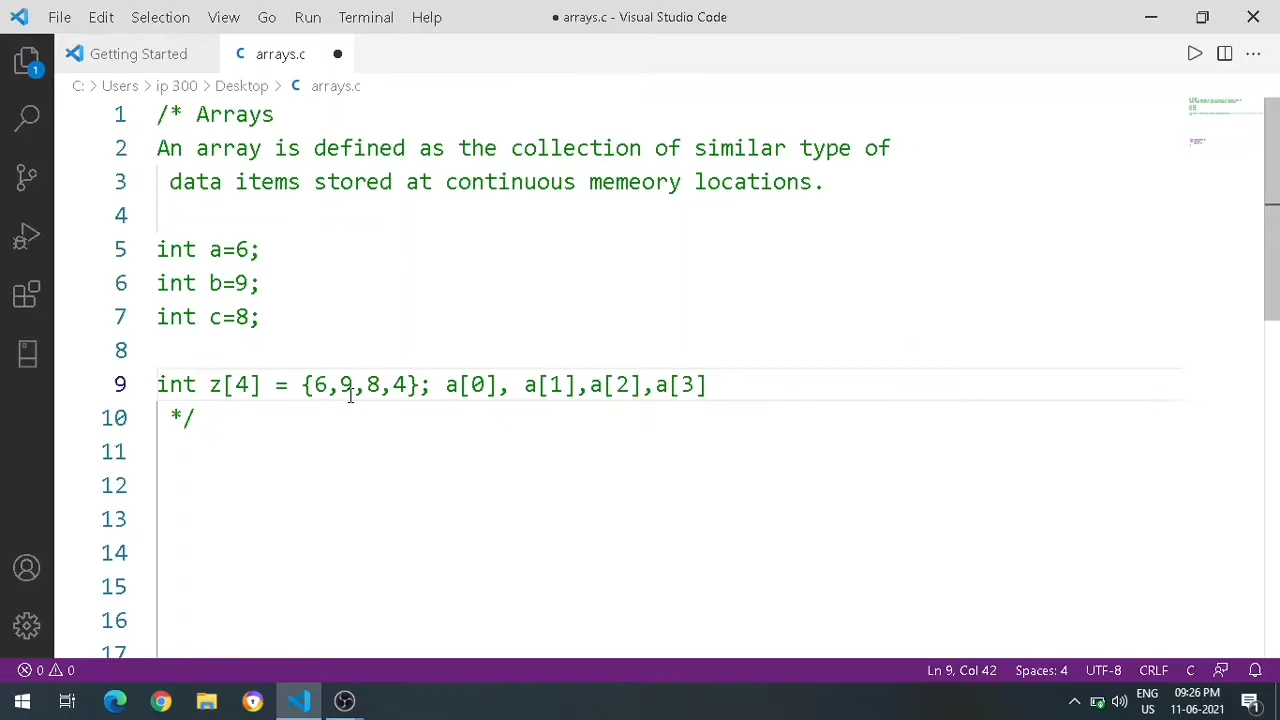 File Edit Selection View Go Run Terminal Help
● arrays.c - Visual Studio Code
Getting Started
C arrays.c ●
C: > Users > ip 300 > Desktop > C arrays.c
1 /* Arrays
2 An array is defined as the collection of similar type of
3 data items stored at continuous memeory locations.
4
5 int a=6;
6 int b=9;
7 int c=8;
8
9 int z[4] = {6,9,8,4}; a[0], a[1],a[2],a[3]
10 */
11
12
13
14
15
16
17
1
0 0
Ln 9, Col 42 Spaces: 4 UTF-8 CRLF C
ENG 09:26 PM
US 11-06-2021
1